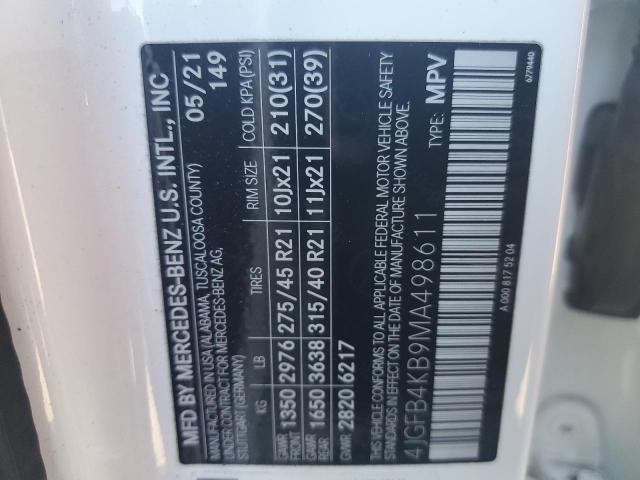 MFD BY MERCEDES-BENZ U.S. INTL., INC
MANUFACTURED IN USA (ALABAMA, TUSCALOOSA COUNTY) 05/21
UNDER CONTRACT FOR MERCEDES-BENZ AG, 149
STUTTGART (GERMANY)
KG LB TIRES RIM SIZE COLD KPA (PSI)
GAWR FRONT 1350 2976 275/45 R21 10Jx21 210(31)
GAWR REAR 1650 3638 315/40 R21 11Jx21 270(39)
GVWR 2820 6217
THIS VEHICLE CONFORMS TO ALL APPLICABLE FEDERAL MOTOR VEHICLE SAFETY
STANDARDS IN EFFECT ON THE DATE OF MANUFACTURE SHOWN ABOVE.
4JGFB4KB9MA498611 TYPE: MPV
A 000 817 52 04
6779440